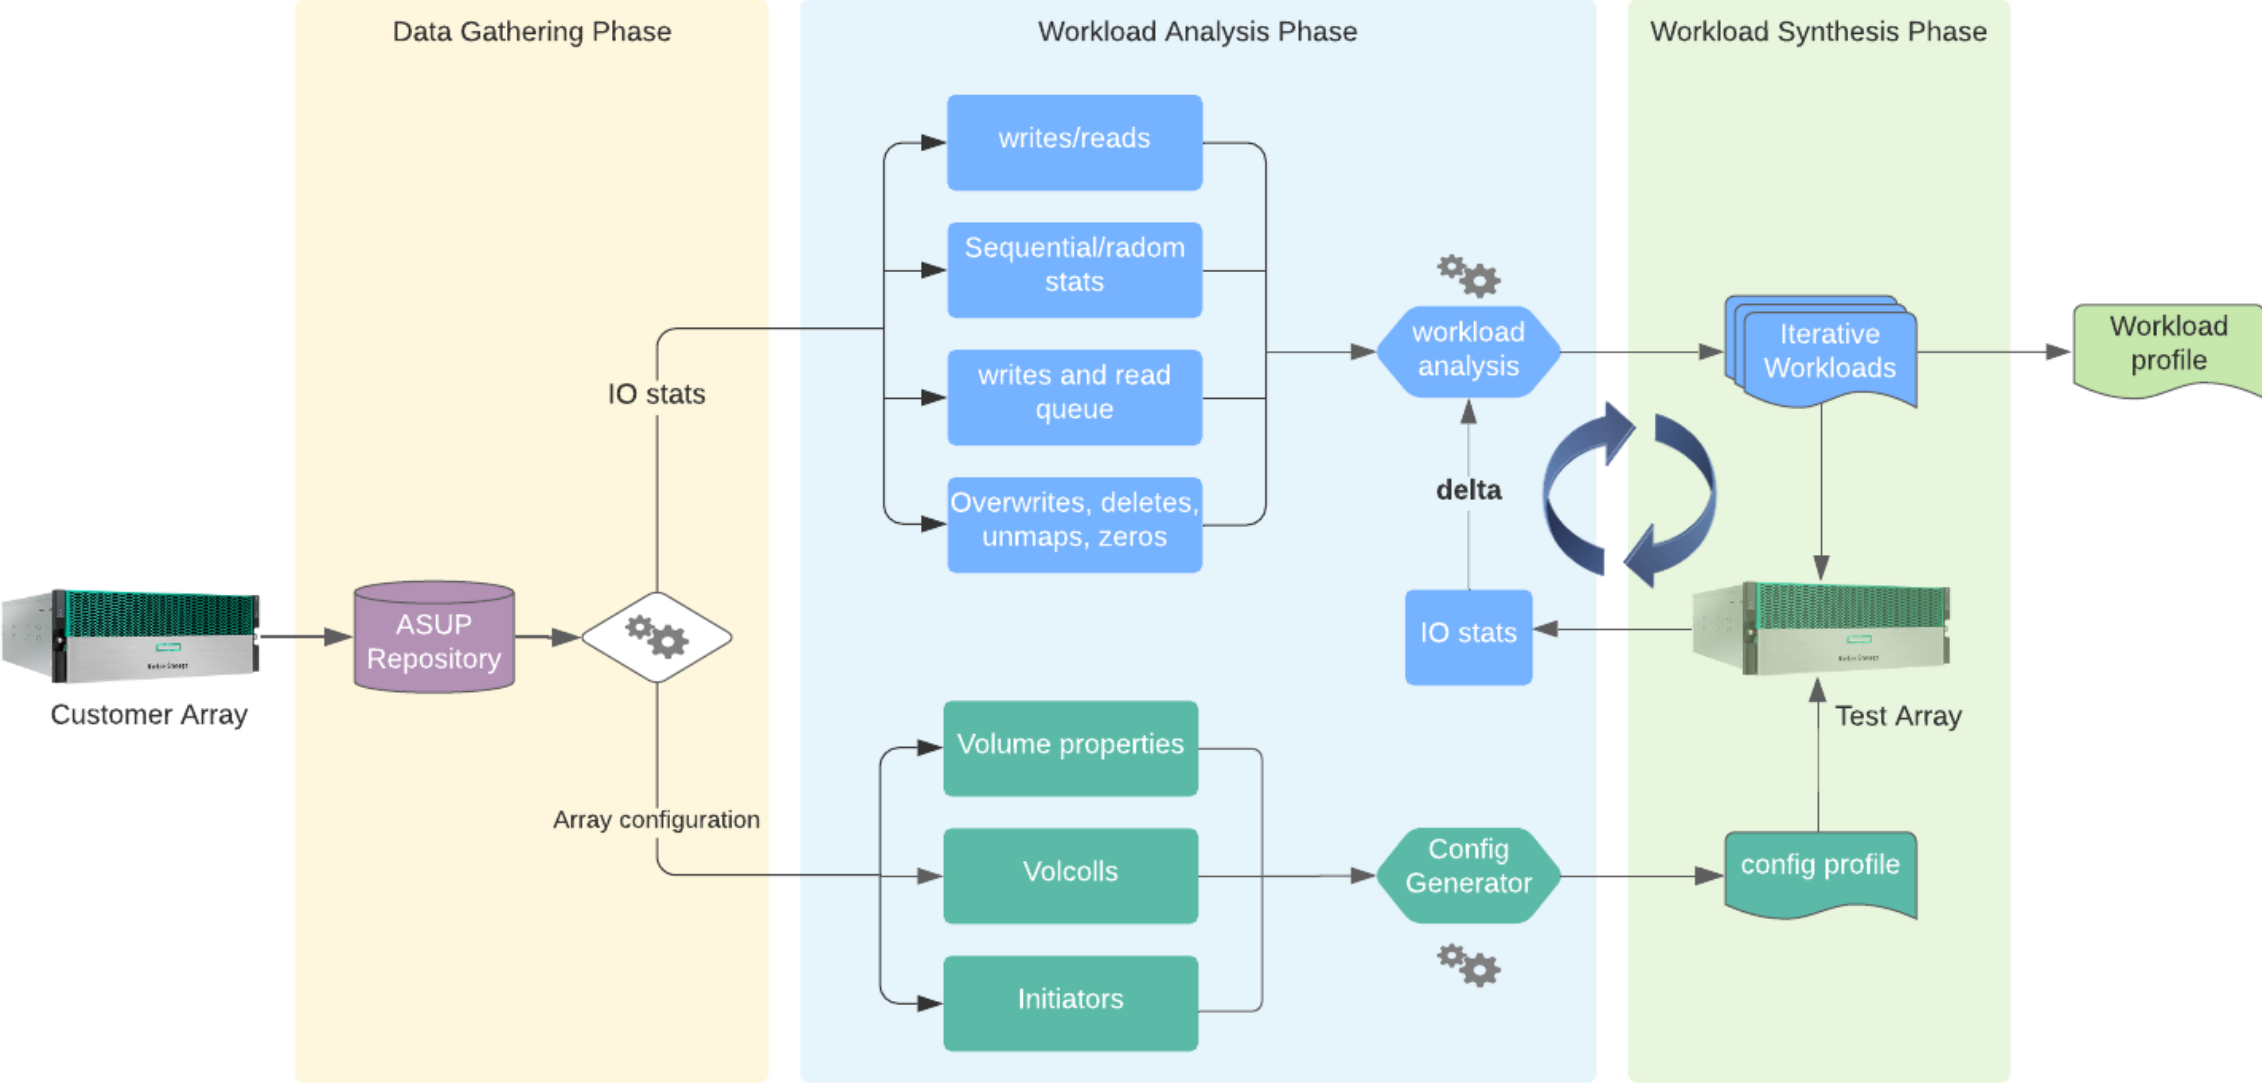 Data Gathering Phase
Workload Analysis Phase
Workload Synthesis Phase
writes/reads
Sequential/radom
stats
writes and read
queue
Overwrites, deletes,
unmaps, zeros
IO stats
workload
analysis
Iterative
Workloads
Workload
profile
delta
IO stats
ASUP
Repository
Customer Array
Test Array
Array configuration
Volume properties
Volcolls
Initiators
Config
Generator
config profile